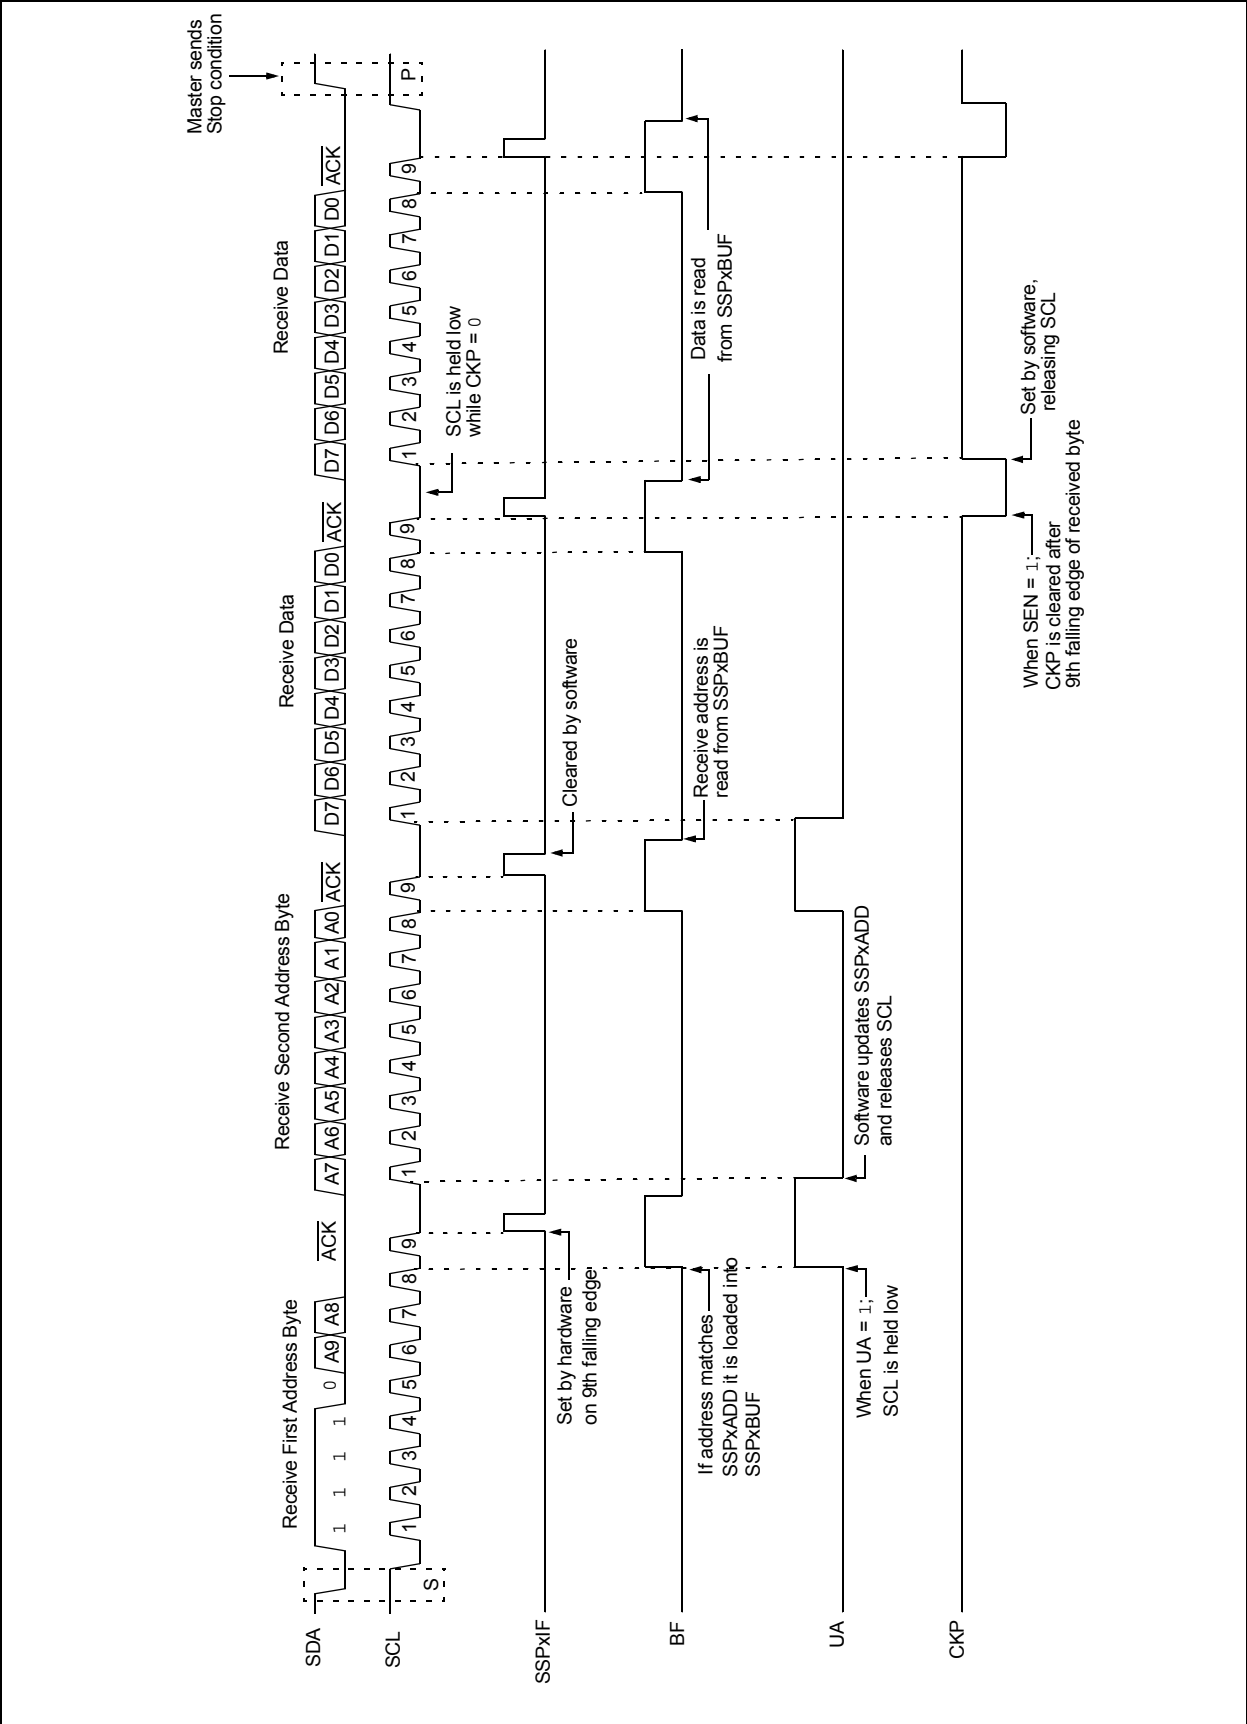 Master sends
Stop condition
Receive First Address Byte
Receive Second Address Byte
Receive Data
Receive Data
SDA
1 1 1 1 0 A9 A8 ACK
A7 A6 A5 A4 A3 A2 A1 A0 ACK
D7 D6 D5 D4 D3 D2 D1 D0 ACK
D7 D6 D5 D4 D3 D2 D1 D0 ACK
SCL
S
1 2 3 4 5 6 7 8 9
1 2 3 4 5 6 7 8 9
1 2 3 4 5 6 7 8 9
1 2 3 4 5 6 7 8 9
P
SCL is held low
while CKP = 0
SSPxIF
Set by hardware
on 9th falling edge
Cleared by software
BF
If address matches
SSPxADD it is loaded into
SSPxBUF
Receive address is
read from SSPxBUF
Data is read
from SSPxBUF
UA
When UA = 1;
SCL is held low
Software updates SSPxADD
and releases SCL
CKP
When SEN = 1;
CKP is cleared after
9th falling edge of received byte
Set by software,
releasing SCL